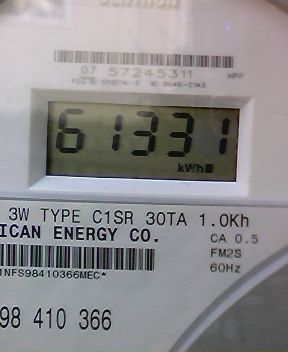 07 57245311
61331
kWh
3W TYPE C1SR 30TA 1.0Kh
ICAN ENERGY CO.
CA 0.5
FM2S
60Hz
1NFS98410366MEC*
98 410 366